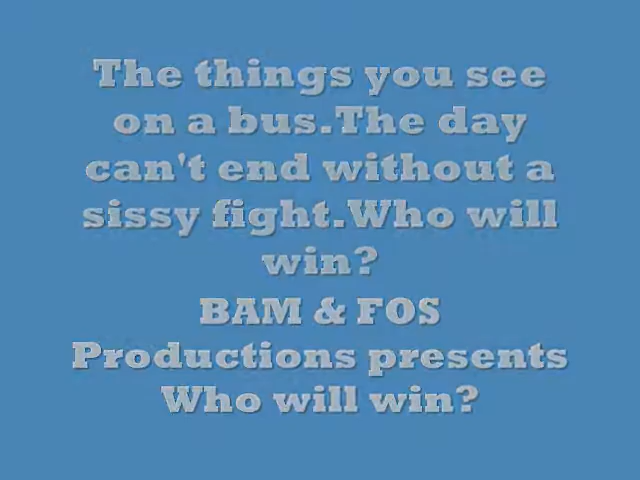 The things you see
on a bus.The day
can't end without a
sissy fight.Who will
win?
BAM & FOS
Productions presents
Who will win?